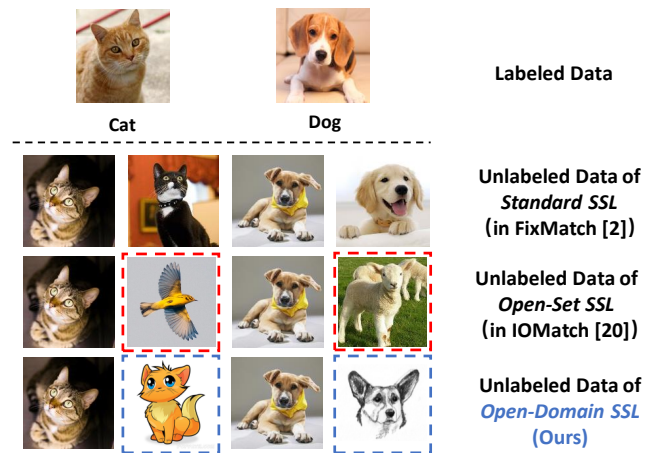 Labeled Data
Cat
Dog
Unlabeled Data of
Standard SSL
(in FixMatch [2])
Unlabeled Data of
Open-Set SSL
(in IOMatch [20])
Unlabeled Data of
Open-Domain SSL
(Ours)